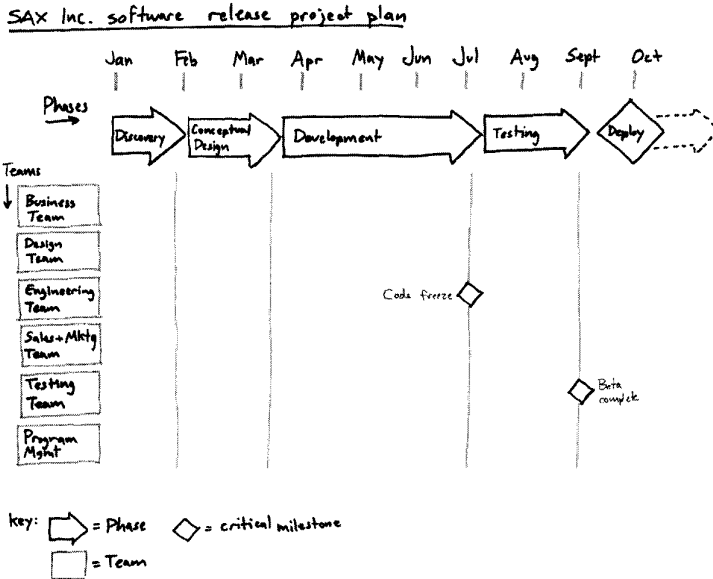 SAX Inc. software release project plan
Jan Feb Mar Apr May Jun Jul Aug Sept Oct
Phases
Discovery
Conceptual
Design
Development
Testing
Deploy
Teams
Business
Team
Design
Team
Engineering
Team
Code freeze
Sales+Mktg
Team
Testing
Team
Beta
complete
Program
Mgmt
key: = Phase = critical milestone
= Team